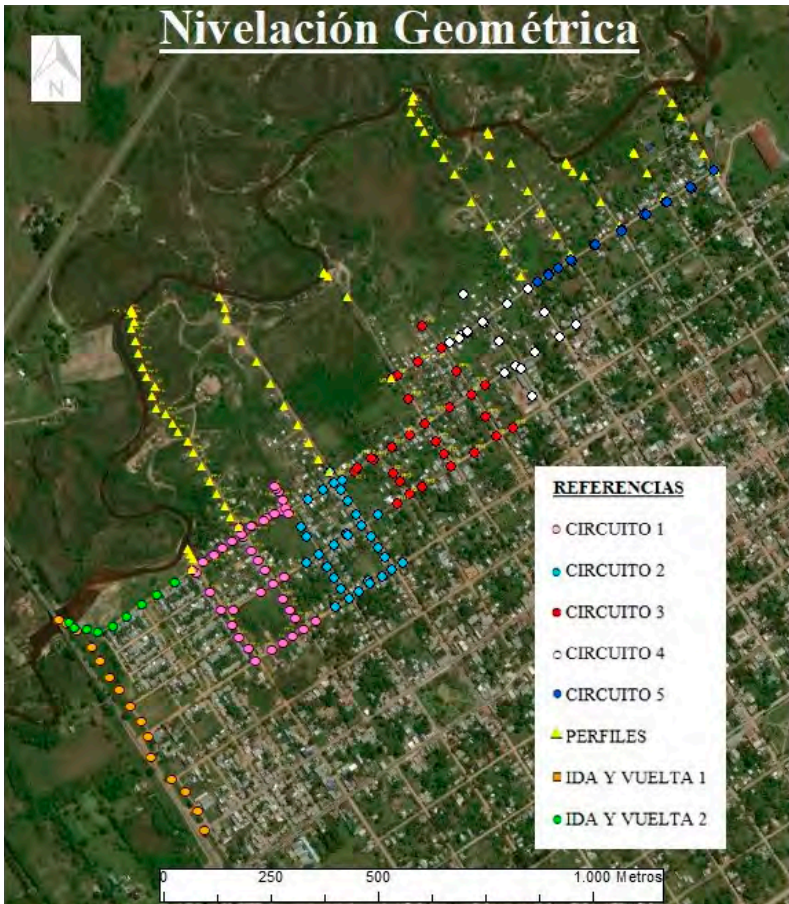 Nivelación Geométrica
N
REFERENCIAS
CIRCUITO 1
CIRCUITO 2
CIRCUITO 3
CIRCUITO 4
CIRCUITO 5
PERFILES
IDA Y VUELTA 1
IDA Y VUELTA 2
0 250 500 1.000 Metros